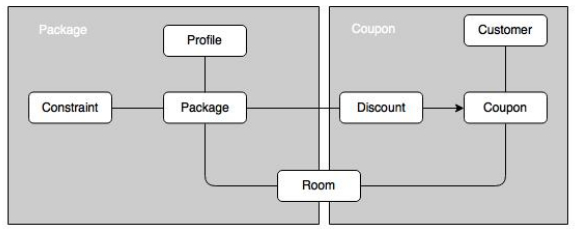 Package
Profile
Constraint
Package
Coupon
Customer
Discount
Coupon
Room